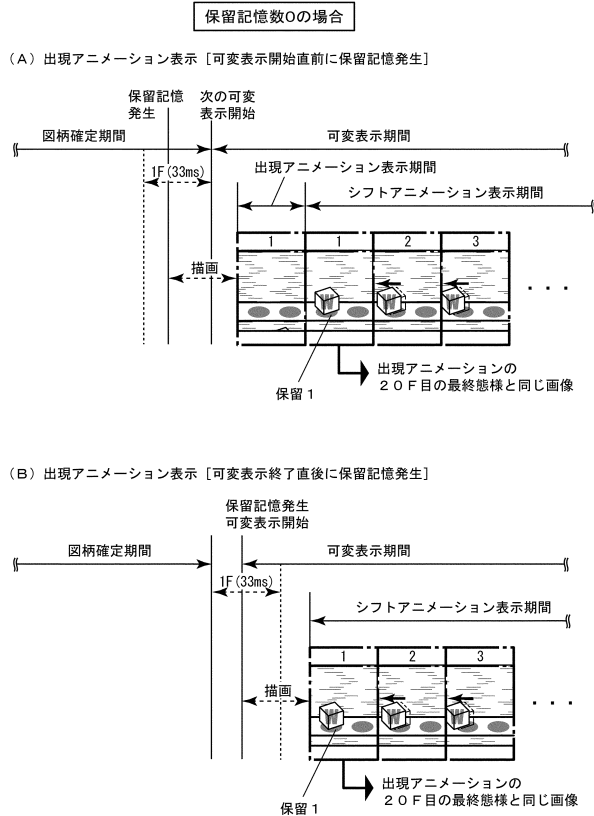 保留記憶数0の場合
(A) 出現アニメーション表示 [可変表示開始直前に保留記憶発生]
保留記憶
発生
次の可変
表示開始
図柄確定期間
可変表示期間
1F(33ms)
出現アニメーション表示期間
シフトアニメーション表示期間
1 1 2 3
描画
W W W
・・・
保留1
出現アニメーションの
20F目の最終態様と同じ画像
(B) 出現アニメーション表示 [可変表示終了直後に保留記憶発生]
保留記憶発生
可変表示開始
図柄確定期間
可変表示期間
1F(33ms)
シフトアニメーション表示期間
1 2 3
描画
W W W
・・・
保留1
出現アニメーションの
20F目の最終態様と同じ画像